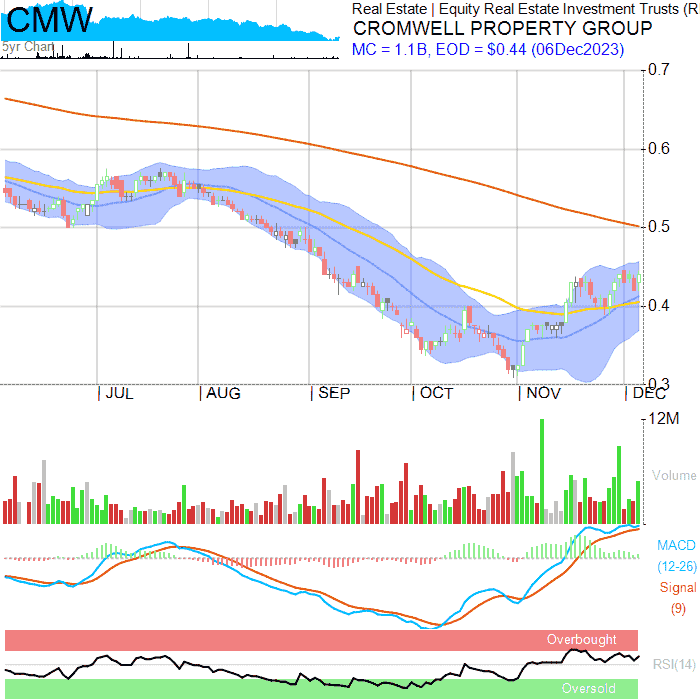 CMW
5yr Chart
Real Estate | Equity Real Estate Investment Trusts (R
CROMWELL PROPERTY GROUP
MC = 1.1B, EOD = $0.44 (06Dec2023)
0.7
0.6
0.5
0.4
0.3
JUL AUG SEP OCT NOV DEC
12M
Volume
MACD
(12-26)
Signal
(9)
Overbought
RSI(14)
Oversold